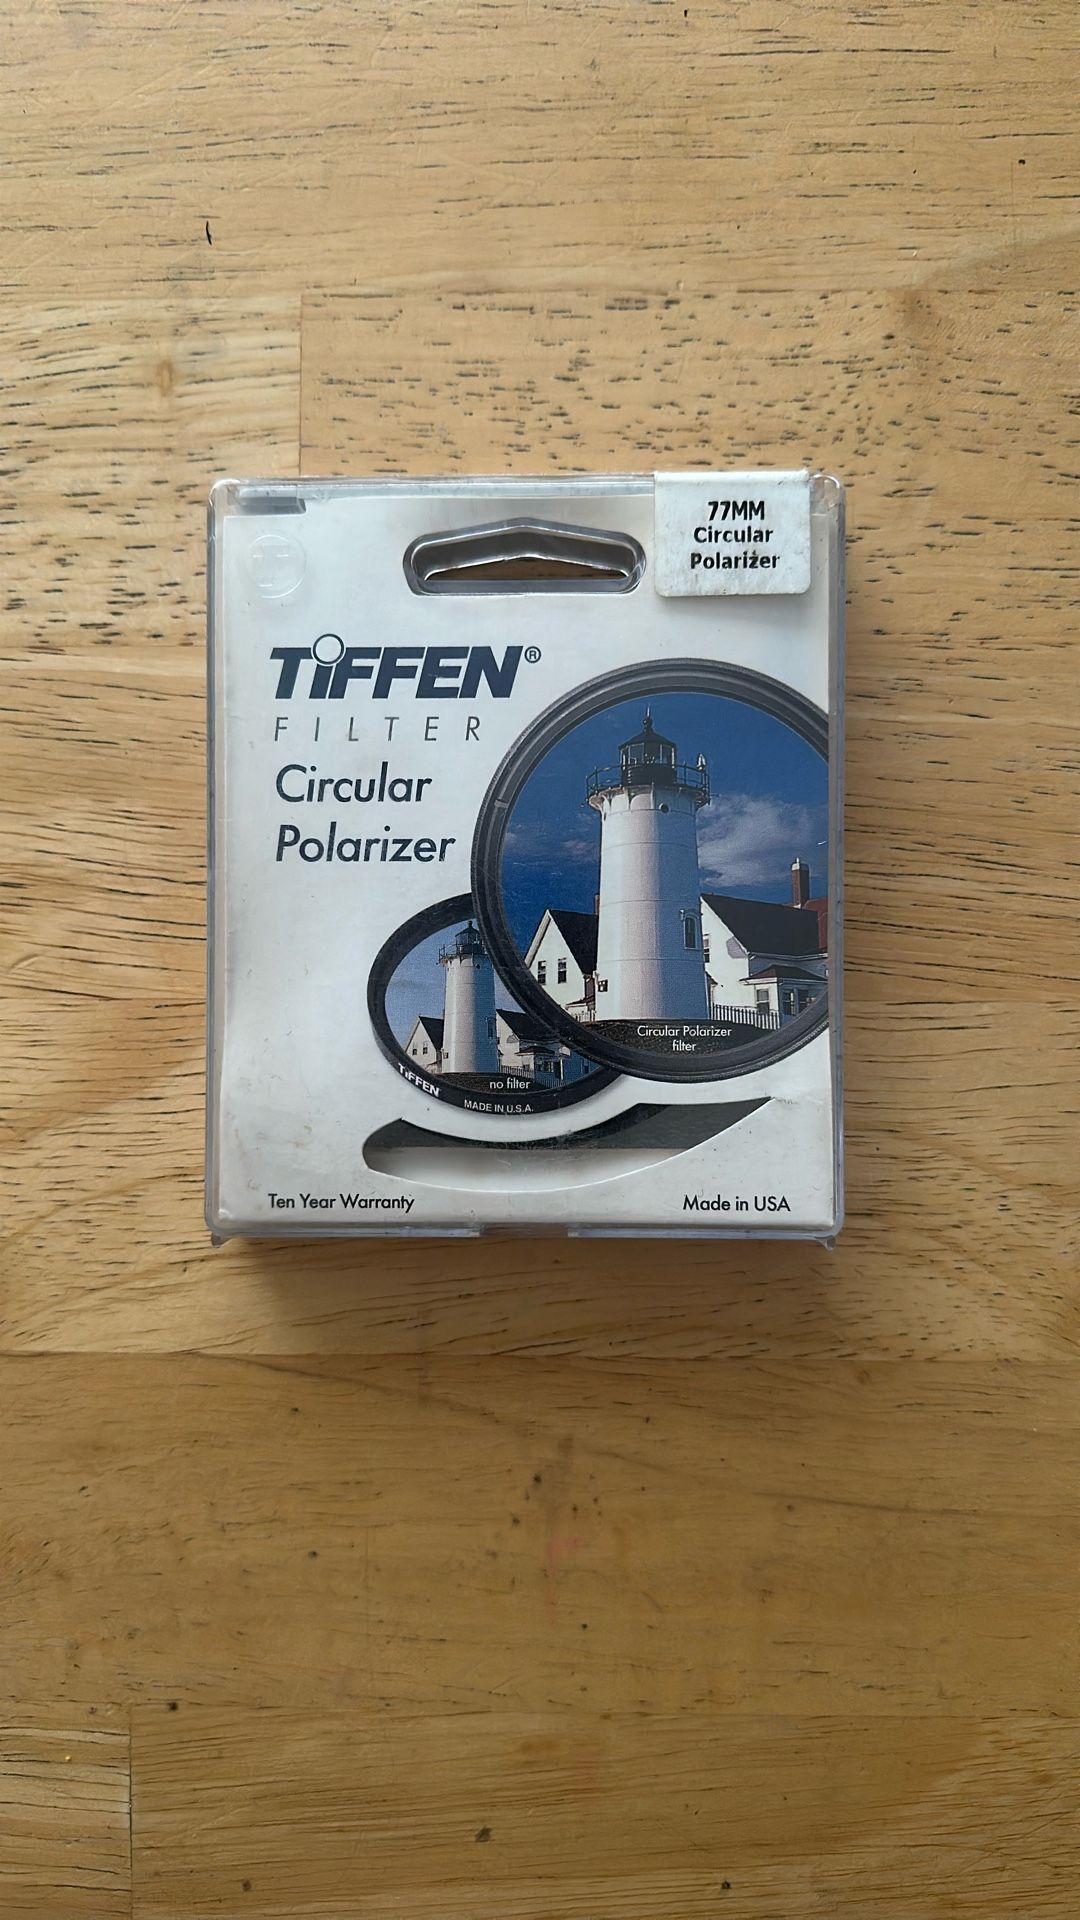 77MM
Circular
Polarizer
TiFFEN®
FILTER
Circular
Polarizer
Circular Polarizer
filter
no filter
TiFFEN
MADE IN U.S.A.
Ten Year Warranty
Made in USA